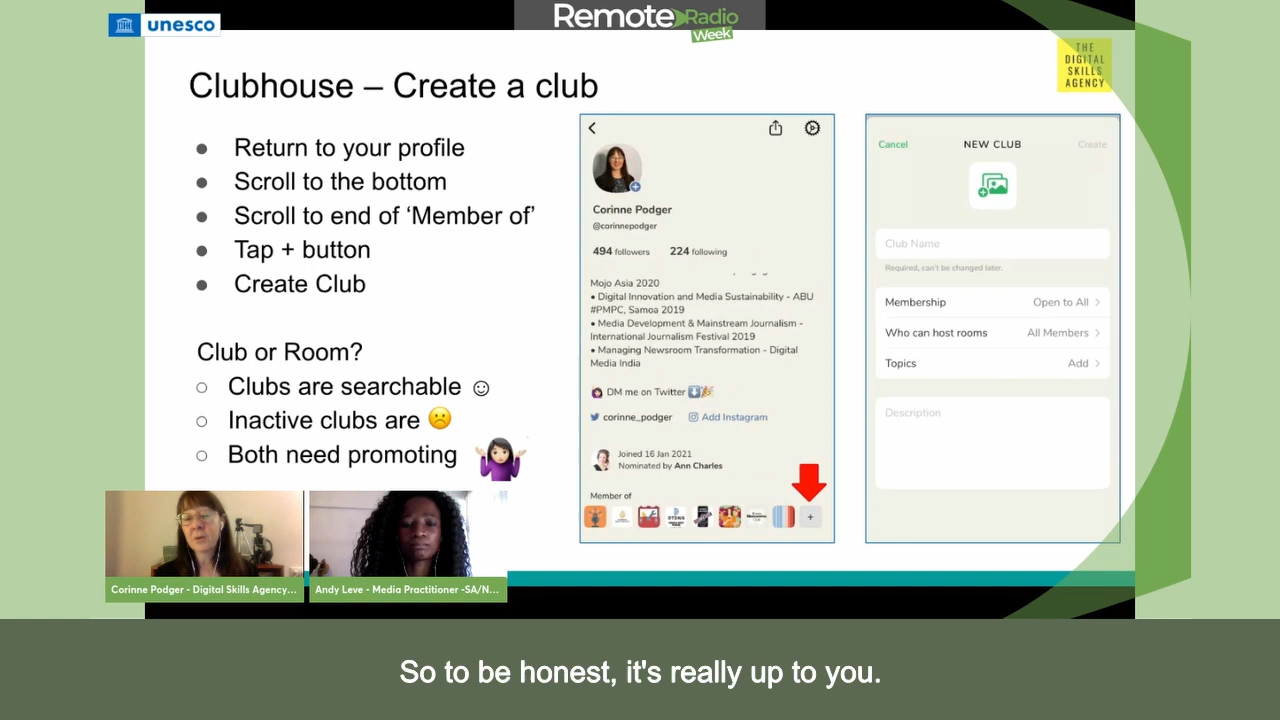 unesco
Remote Radio
Week
THE
DIGITAL
SKILLS
AGENCY
Clubhouse – Create a club
Return to your profile
Scroll to the bottom
Scroll to end of ‘Member of’
Tap + button
Create Club
Club or Room?
Clubs are searchable
Inactive clubs are
Both need promoting
Corinne Podger
@corinnepodger
494 followers 224 following
Mojo Asia 2020
• Digital Innovation and Media Sustainability - ABU
#PMPC, Samoa 2019
• Media Development & Mainstream Journalism -
International Journalism Festival 2019
• Managing Newsroom Transformation - Digital
Media India
DM me on Twitter
corinne_podger Add Instagram
Joined 16 Jan 2021
Nominated by Ann Charles
Member of
+
Cancel NEW CLUB Create
Club Name
Required, can't be changed later.
Membership Open to All >
Who can host rooms All Members >
Topics Add >
Description
Corinne Podger - Digital Skills Agency...
Andy Leve - Media Practitioner -SA/N...
So to be honest, it's really up to you.